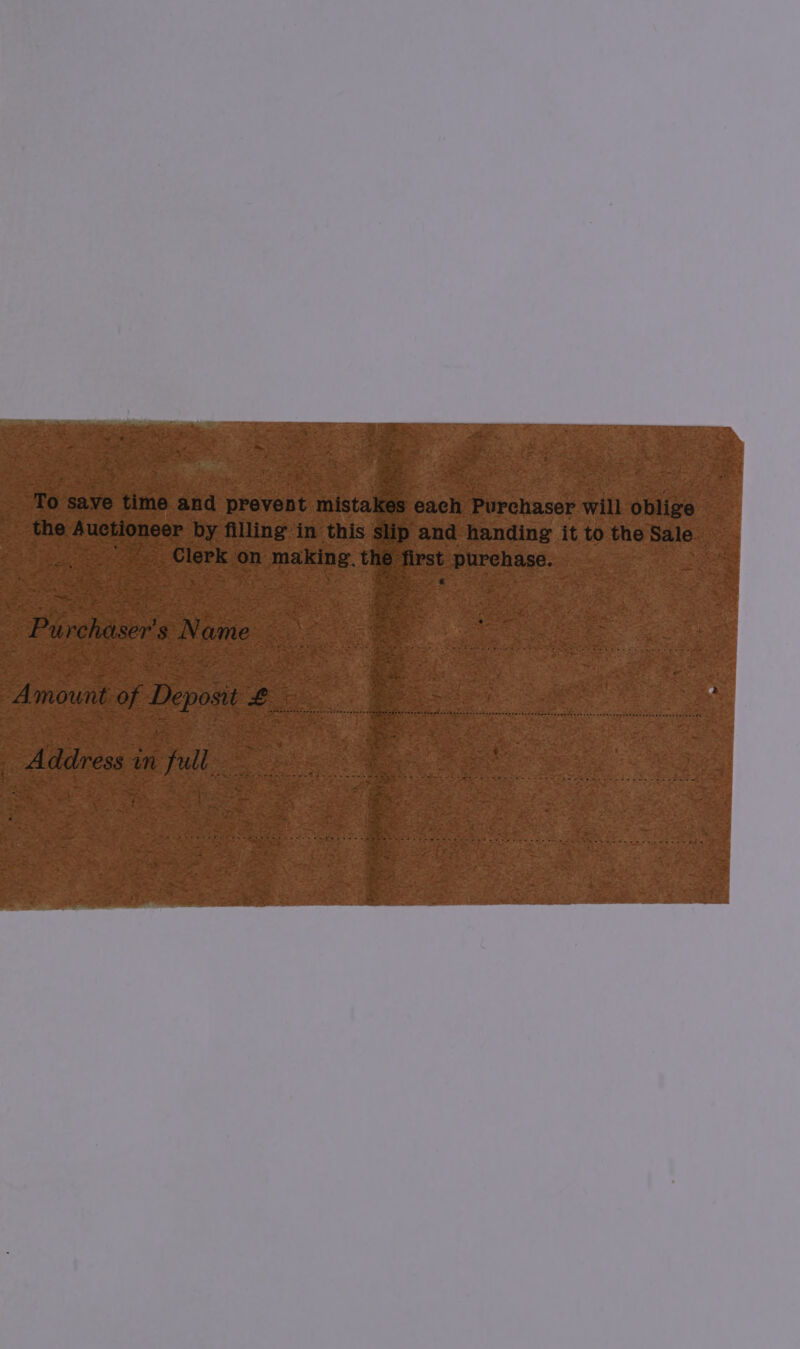 To save time and prevent mistakes each Purchaser will oblige
the Auctioneer by filling in this slip and handing it to the Sale
Clerk on making the first purchase.
Purchaser's Name
Amount of Deposit £
Address in full